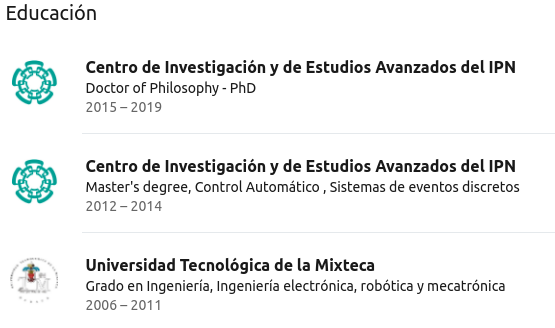 Educación
Centro de Investigación y de Estudios Avanzados del IPN
Doctor of Philosophy - PhD
2015 – 2019
Centro de Investigación y de Estudios Avanzados del IPN
Master's degree, Control Automático , Sistemas de eventos discretos
2012 – 2014
Universidad Tecnológica de la Mixteca
Grado en Ingeniería, Ingeniería electrónica, robótica y mecatrónica
2006 – 2011